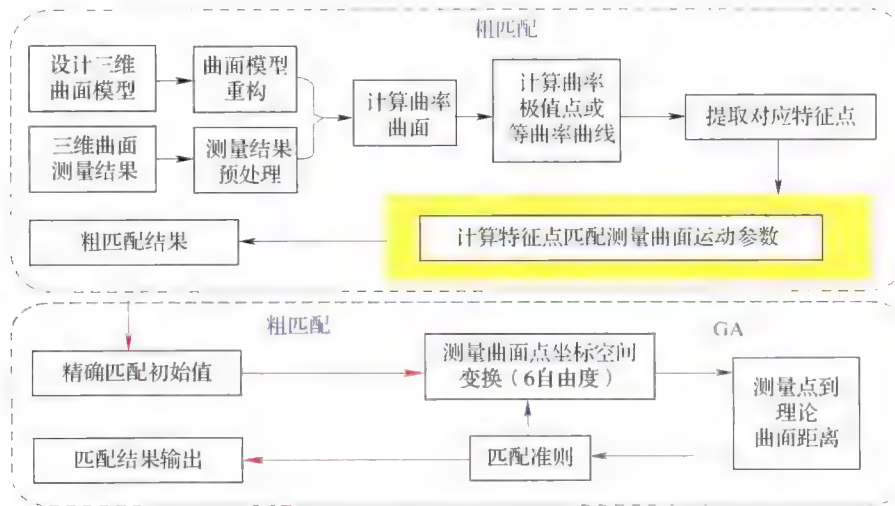 粗匹配
设计三维
曲面模型
曲面模型
重构
三维曲面
测量结果
测量结果
预处理
计算曲率
曲面
计算曲率
极值点或
等曲率曲线
提取对应特征点
计算特征点匹配测量曲面运动参数
粗匹配结果
粗匹配
GA
精确匹配初始值
测量曲面点坐标空间
变换（6自由度）
测量点到
理论
曲面距离
匹配准则
匹配结果输出